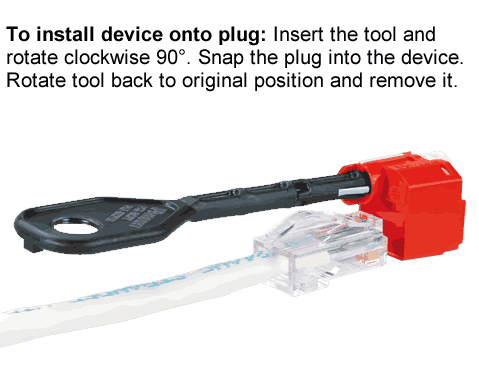 To install device onto plug: Insert the tool and
rotate clockwise 90°. Snap the plug into the device.
Rotate tool back to original position and remove it.